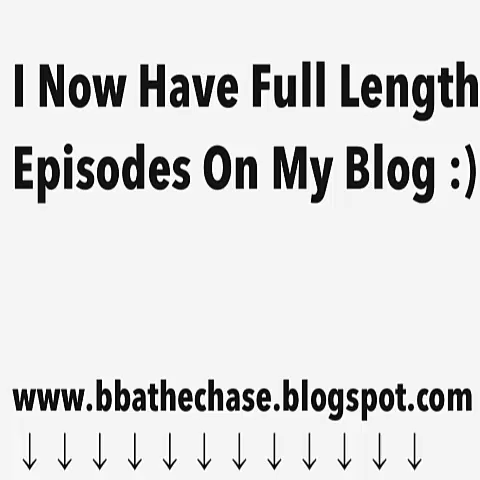 I Now Have Full Length
Episodes On My Blog :)
www.bbathechase.blogspot.com
↓ ↓ ↓ ↓ ↓ ↓ ↓ ↓ ↓ ↓ ↓ ↓